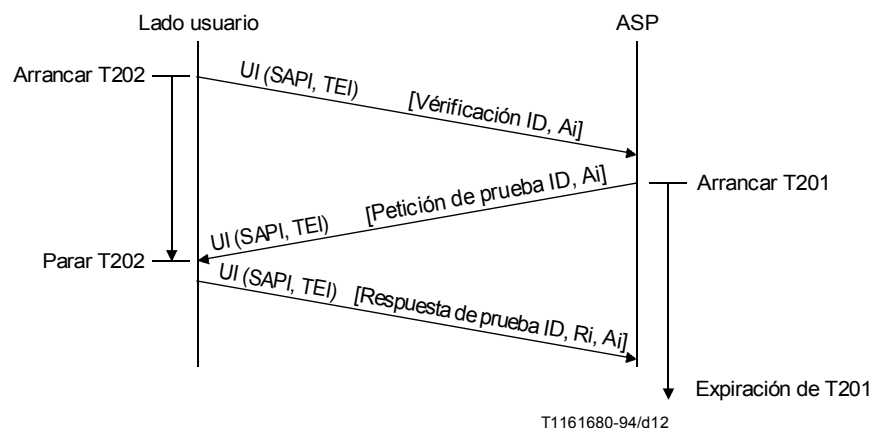 Lado usuario
ASP
Arrancar T202
UI (SAPI, TEI) [Vérificación ID, Ai]
UI (SAPI, TEI) [Petición de prueba ID, Ai]
Arrancar T201
Parar T202
UI (SAPI, TEI) [Respuesta de prueba ID, Ri, Ai]
Expiración de T201
T1161680-94/d12